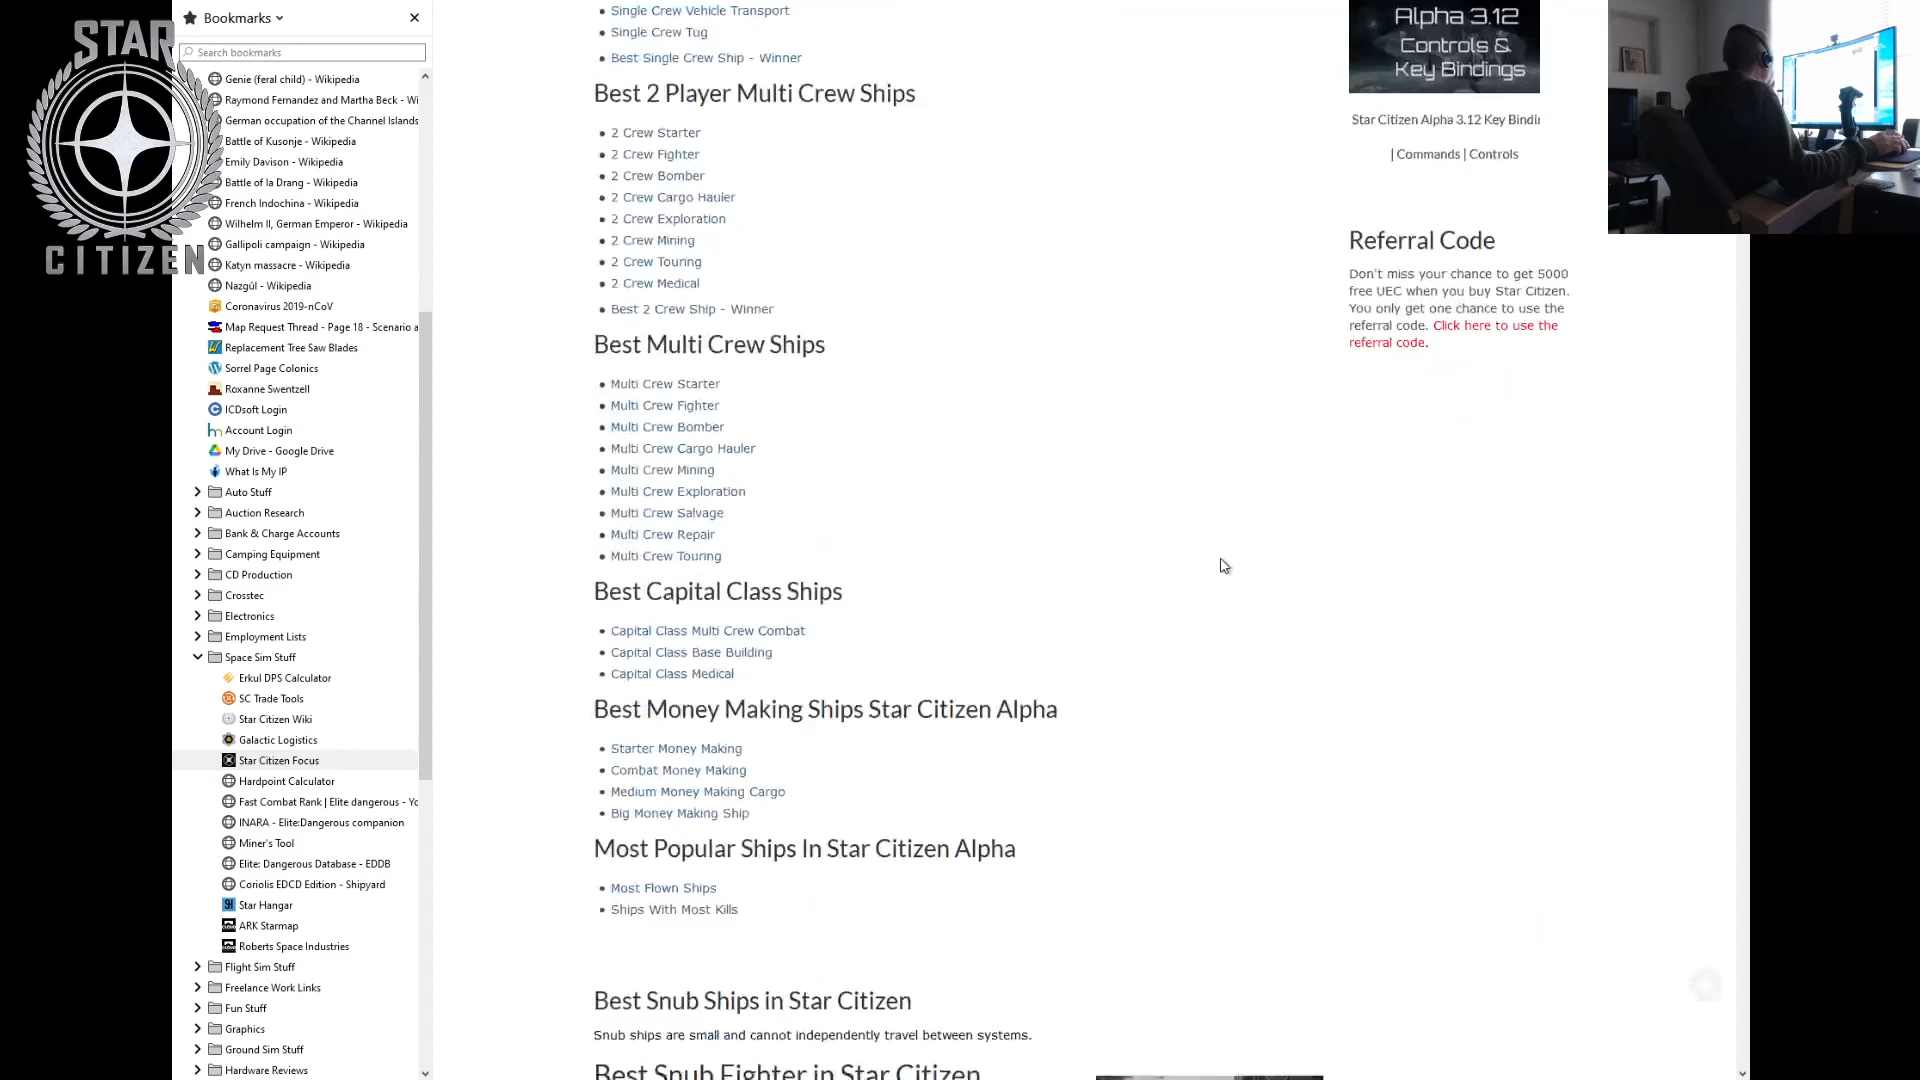 STAR
CITIZEN
Bookmarks
Search bookmarks
Genie (feral child) - Wikipedia
Raymond Fernandez and Martha Beck - Wi
German occupation of the Channel Islands
Battle of Kusonje - Wikipedia
Emily Davison - Wikipedia
Battle of Ia Drang - Wikipedia
French Indochina - Wikipedia
Wilhelm II, German Emperor - Wikipedia
Gallipoli campaign - Wikipedia
Katyn massacre - Wikipedia
Nazgûl - Wikipedia
Coronavirus 2019-nCoV
Map Request Thread - Page 18 - Scenario a
Replacement Tree Saw Blades
Sorrel Page Colonics
Roxanne Swentzell
ICDsoft Login
Account Login
My Drive - Google Drive
What Is My IP
Auto Stuff
Auction Research
Bank & Charge Accounts
Camping Equipment
CD Production
Crosstec
Electronics
Employment Lists
Space Sim Stuff
Erkul DPS Calculator
SC Trade Tools
Star Citizen Wiki
Galactic Logistics
Star Citizen Focus
Hardpoint Calculator
Fast Combat Rank | Elite dangerous - Yo
INARA - Elite:Dangerous companion
Miner's Tool
Elite: Dangerous Database - EDDB
Coriolis EDCD Edition - Shipyard
Star Hangar
ARK Starmap
Roberts Space Industries
Flight Sim Stuff
Freelance Work Links
Fun Stuff
Graphics
Ground Sim Stuff
Hardware Reviews
Single Crew Vehicle Transport
Single Crew Tug
Best Single Crew Ship - Winner
Best 2 Player Multi Crew Ships
2 Crew Starter
2 Crew Fighter
2 Crew Bomber
2 Crew Cargo Hauler
2 Crew Exploration
2 Crew Mining
2 Crew Touring
2 Crew Medical
Best 2 Crew Ship - Winner
Best Multi Crew Ships
Multi Crew Starter
Multi Crew Fighter
Multi Crew Bomber
Multi Crew Cargo Hauler
Multi Crew Mining
Multi Crew Exploration
Multi Crew Salvage
Multi Crew Repair
Multi Crew Touring
Best Capital Class Ships
Capital Class Multi Crew Combat
Capital Class Base Building
Capital Class Medical
Best Money Making Ships Star Citizen Alpha
Starter Money Making
Combat Money Making
Medium Money Making Cargo
Big Money Making Ship
Most Popular Ships In Star Citizen Alpha
Most Flown Ships
Ships With Most Kills
Best Snub Ships in Star Citizen
Snub ships are small and cannot independently travel between systems.
Best Snub Fighter in Star Citizen
Alpha 3.12
Controls &
Key Bindings
Star Citizen Alpha 3.12 Key Bindi
| Commands | Controls
Referral Code
Don't miss your chance to get 5000
free UEC when you buy Star Citizen.
You only get one chance to use the
referral code. Click here to use the
referral code.